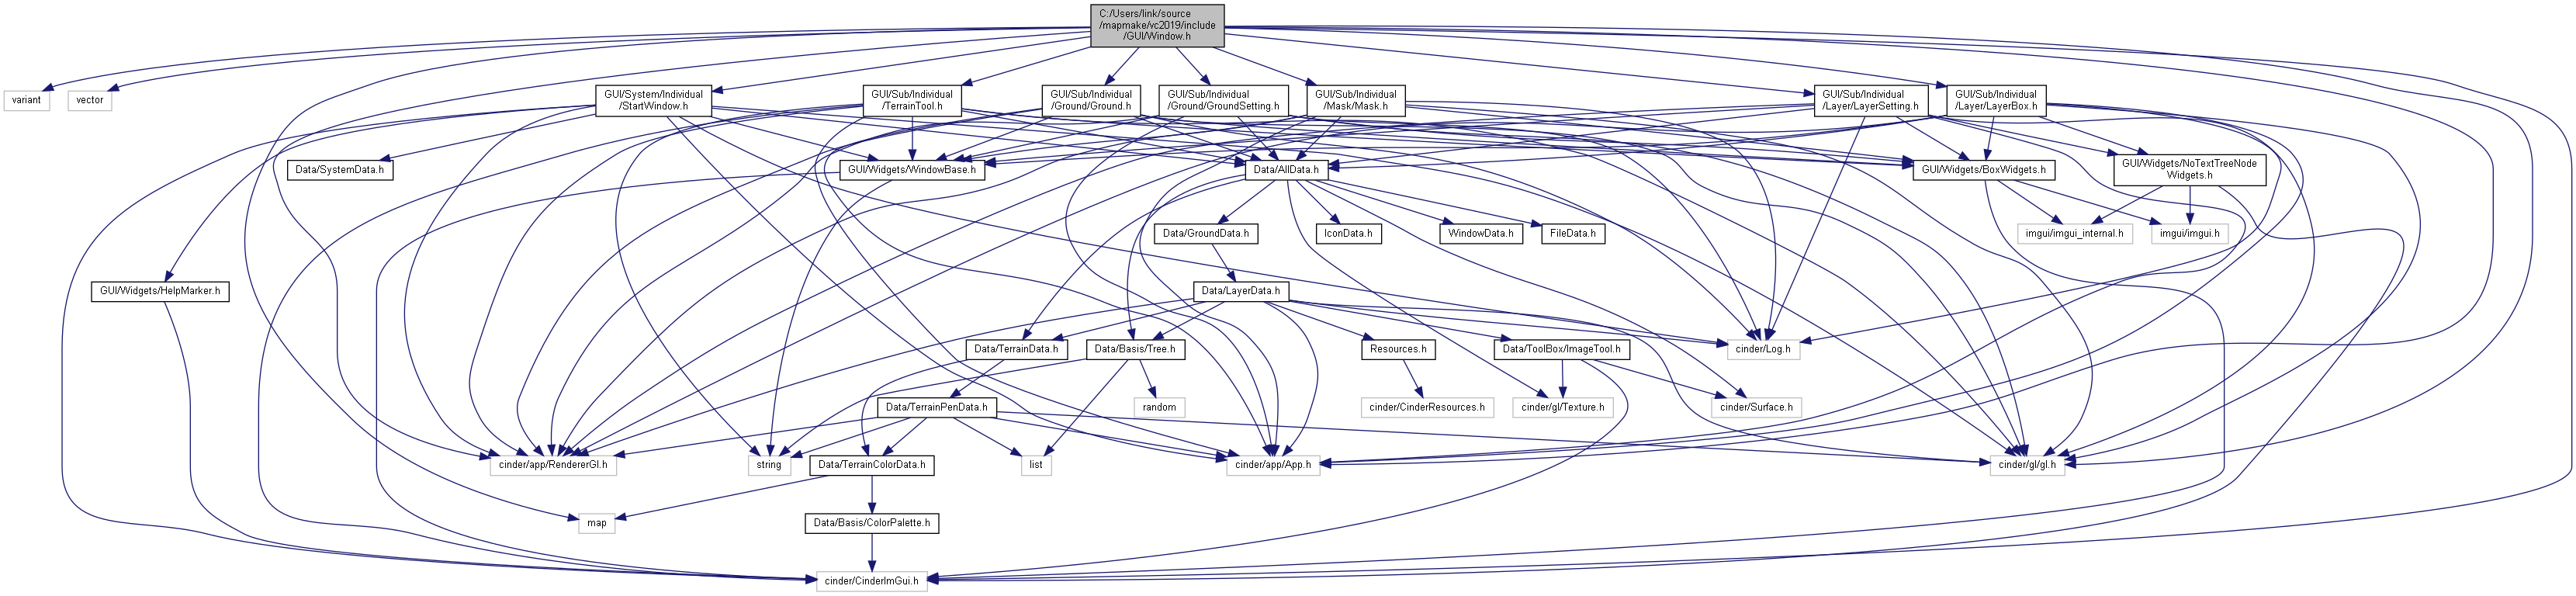 C:/Users/link/source
/mapmake/vc2019/include
/GUI/Window.h
variant
vector
GUI/System/Individual
/StartWindow.h
GUI/Sub/Individual
/TerrainTool.h
GUI/Sub/Individual
/Ground/Ground.h
GUI/Sub/Individual
/Ground/GroundSetting.h
GUI/Sub/Individual
/Mask/Mask.h
GUI/Sub/Individual
/Layer/LayerSetting.h
GUI/Sub/Individual
/Layer/LayerBox.h
Data/SystemData.h
GUI/Widgets/WindowBase.h
Data/AllData.h
GUI/Widgets/BoxWidgets.h
GUI/Widgets/NoTextTreeNode
Widgets.h
Data/GroundData.h
IconData.h
WindowData.h
FileData.h
imgui/imgui_internal.h
imgui/imgui.h
GUI/Widgets/HelpMarker.h
Data/LayerData.h
Data/TerrainData.h
Data/Basis/Tree.h
Resources.h
Data/ToolBox/ImageTool.h
cinder/Log.h
Data/TerrainPenData.h
random
cinder/CinderResources.h
cinder/gl/Texture.h
cinder/Surface.h
cinder/app/RendererGl.h
string
Data/TerrainColorData.h
list
cinder/app/App.h
cinder/gl/gl.h
map
Data/Basis/ColorPalette.h
cinder/CinderImGui.h